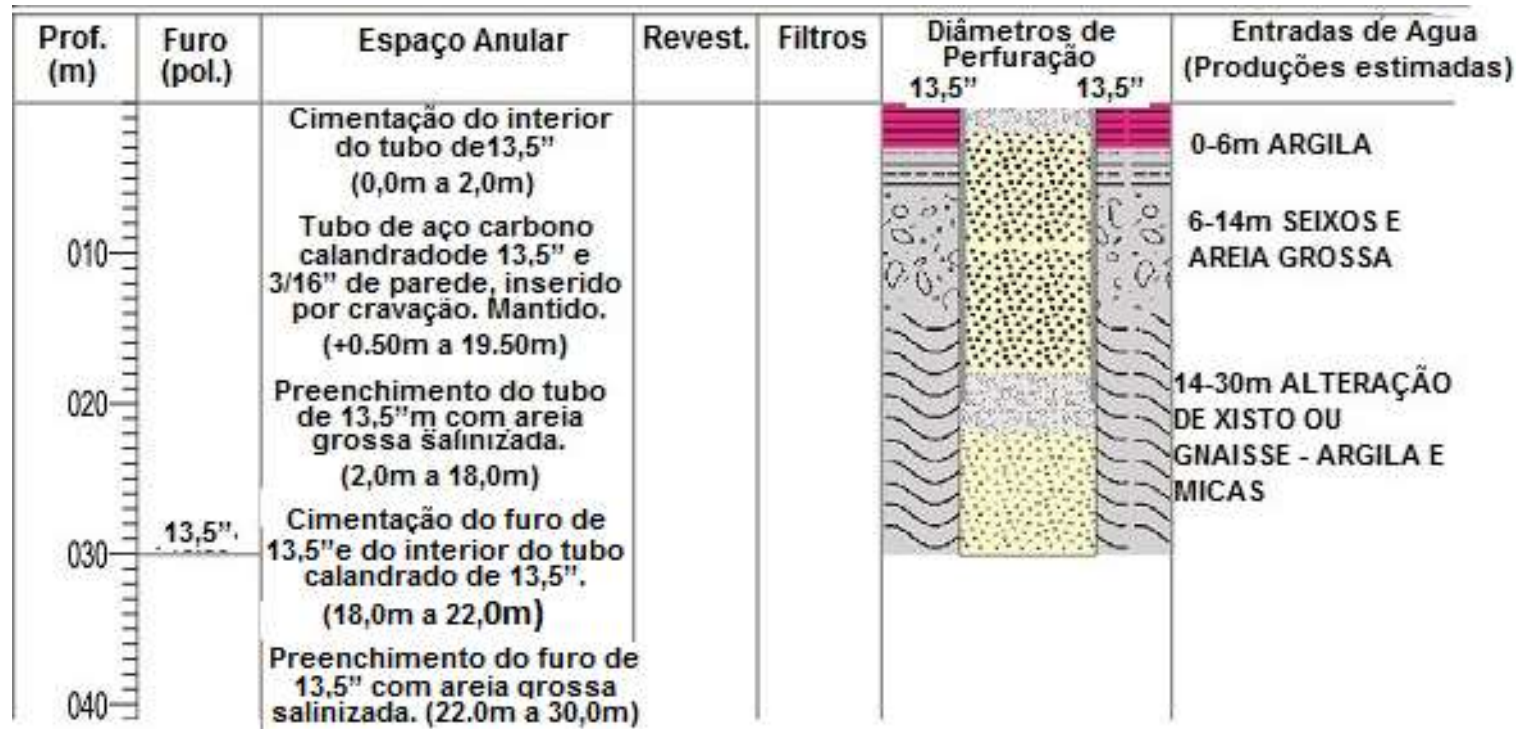 Prof. (m)
Furo (pol.)
Espaço Anular
Revest.
Filtros
Diâmetros de
Perfuração
13,5” 13,5”
Entradas de Agua
(Produções estimadas)
010
020
030
040
13,5”
Cimentação do interior
do tubo de13,5”
(0,0m a 2,0m)
Tubo de aço carbono
calandradode 13,5” e
3/16” de parede, inserido
por cravação. Mantido.
(+0.50m a 19.50m)
Preenchimento do tubo
de 13,5”m com areia
grossa salinizada.
(2,0m a 18,0m)
Cimentação do furo de
13,5”e do interior do tubo
calandrado de 13,5”.
(18,0m a 22,0m)
Preenchimento do furo de
13,5” com areia grossa
salinizada. (22.0m a 30,0m)
0-6m ARGILA
6-14m SEIXOS E
AREIA GROSSA
14-30m ALTERAÇÃO
DE XISTO OU
GNAISSE - ARGILA E
MICAS